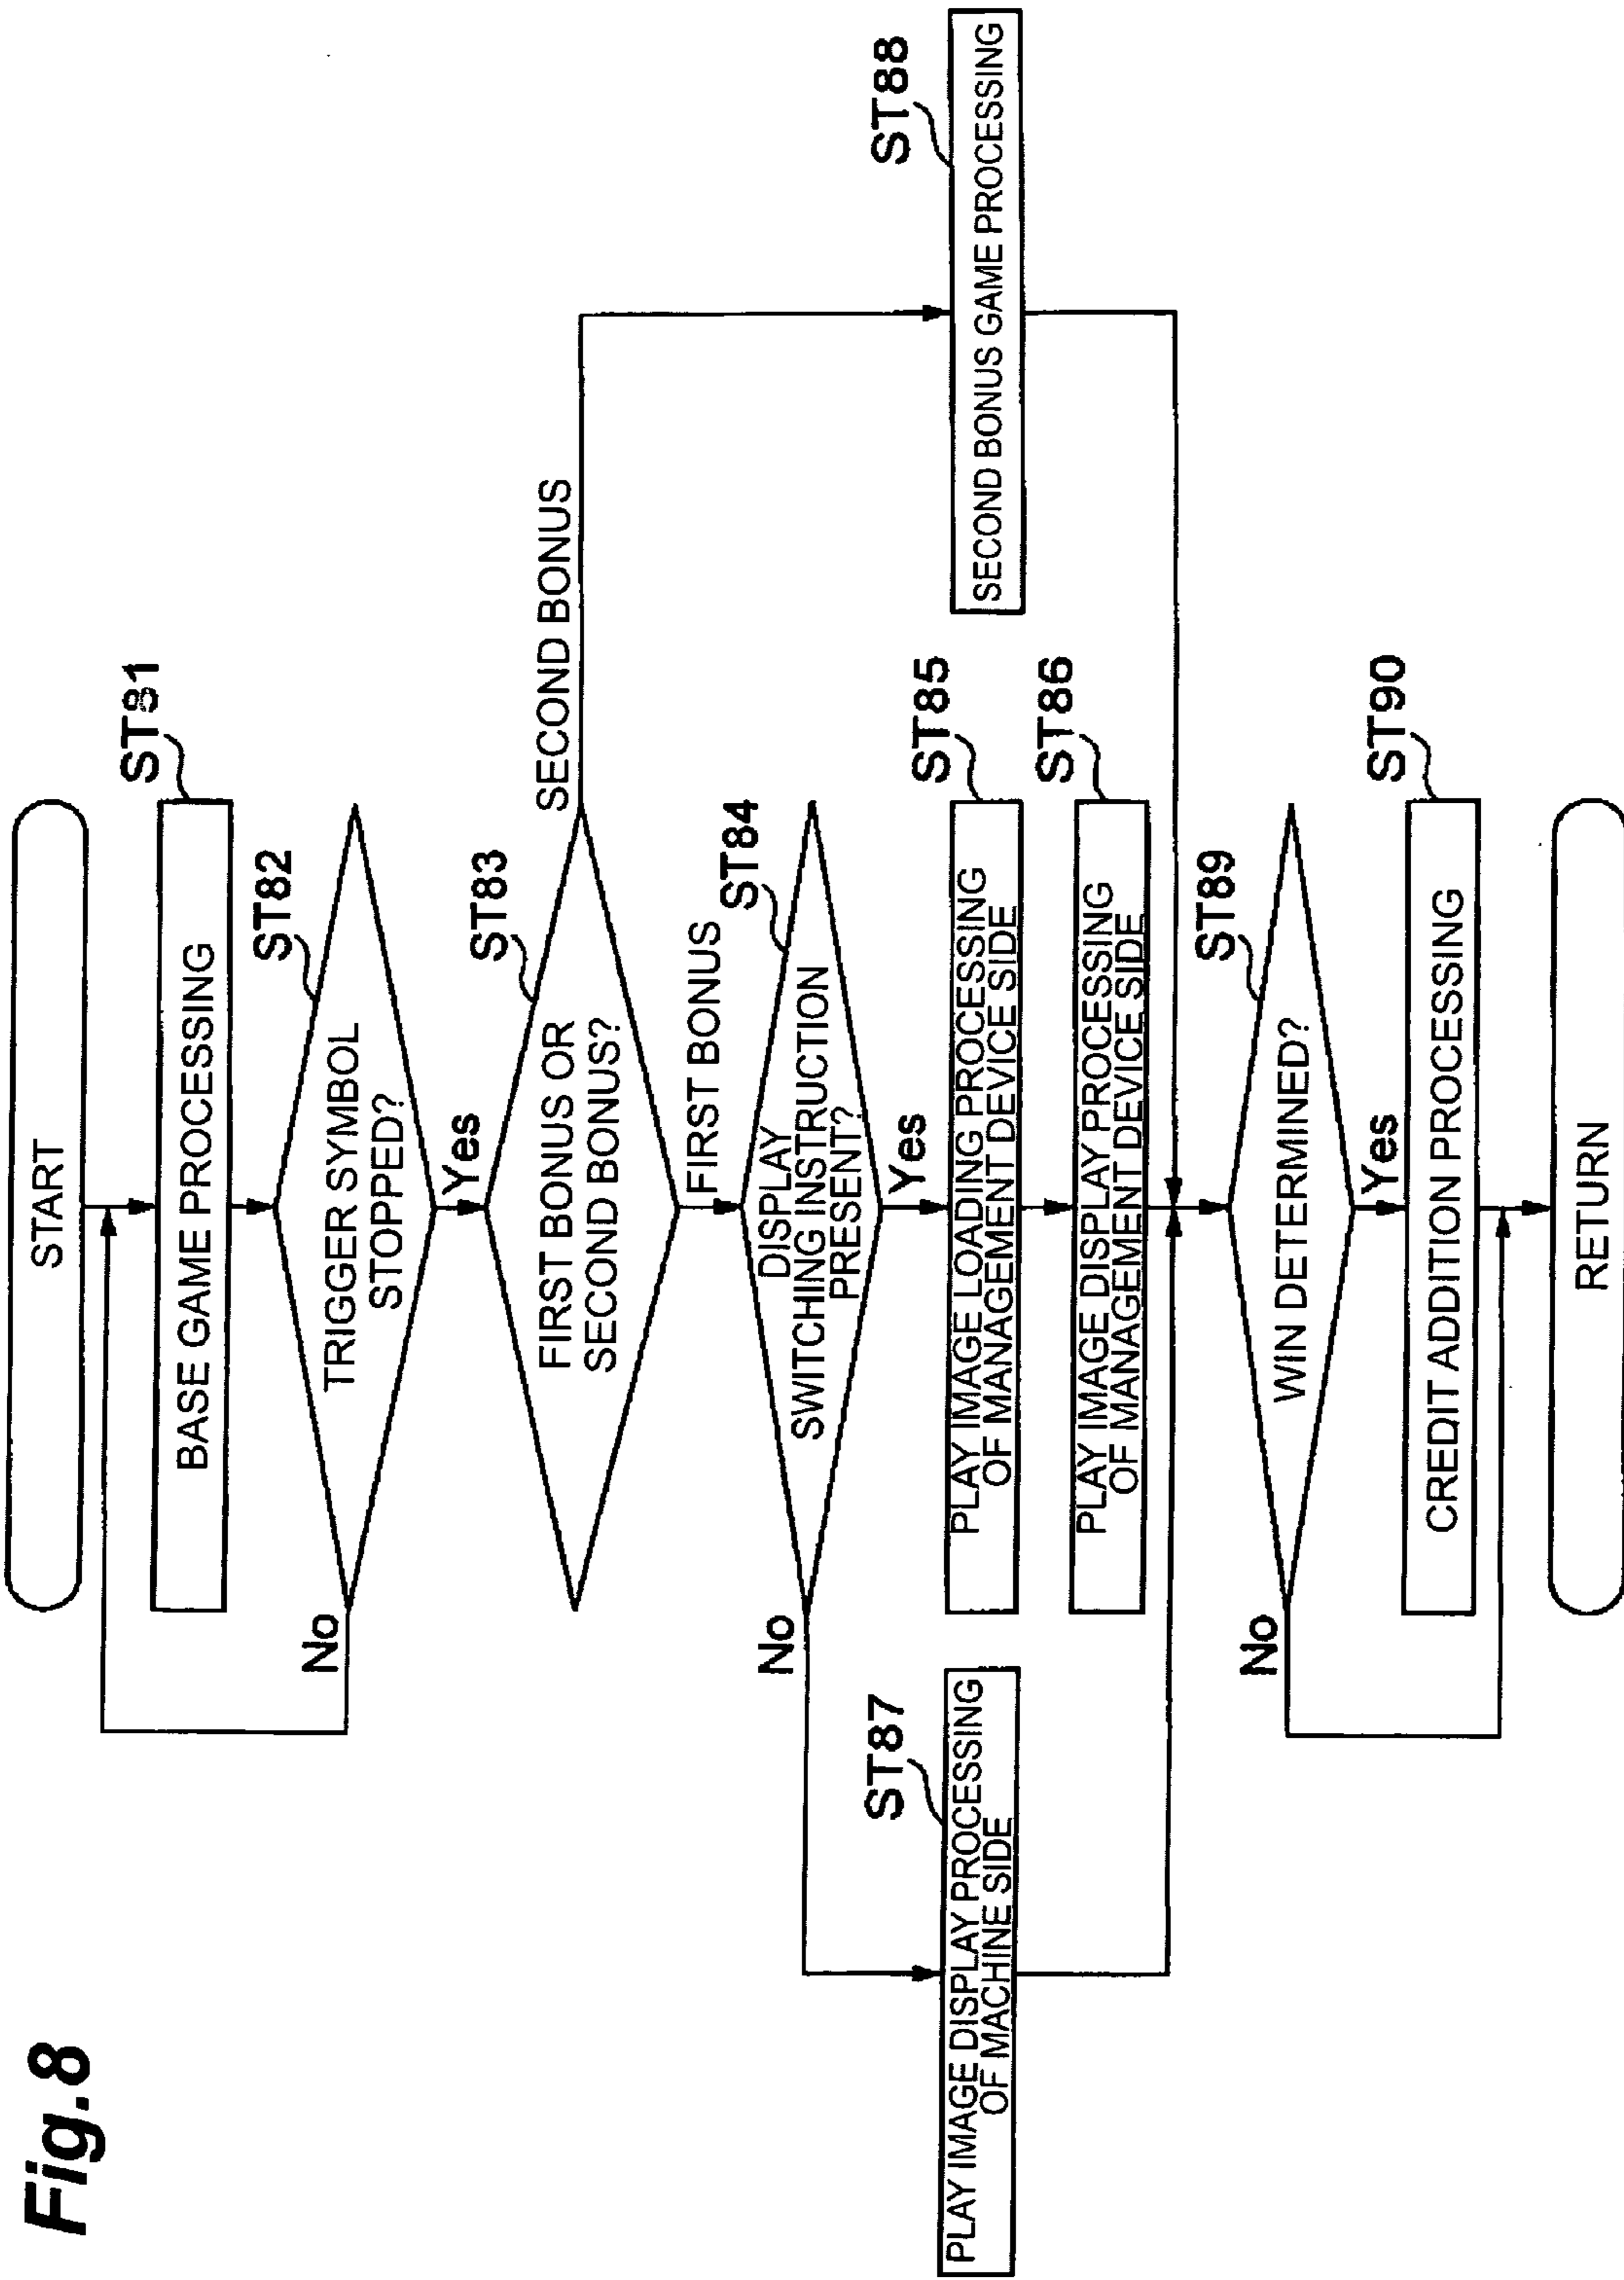 Fig.8
START
ST81
BASE GAME PROCESSING
ST82
TRIGGER SYMBOL
STOPPED?
No
Yes
ST83
FIRST BONUS OR
SECOND BONUS?
SECOND BONUS
FIRST BONUS
ST84
DISPLAY
SWITCHING INSTRUCTION
PRESENT?
No
Yes
ST87
PLAY IMAGE DISPLAY PROCESSING
OF MACHINE SIDE
ST85
PLAY IMAGE LOADING PROCESSING
OF MANAGEMENT DEVICE SIDE
ST88
SECOND BONUS GAME PROCESSING
ST86
PLAY IMAGE DISPLAY PROCESSING
OF MANAGEMENT DEVICE SIDE
ST89
WIN DETERMINED?
No
Yes
ST90
CREDIT ADDITION PROCESSING
RETURN